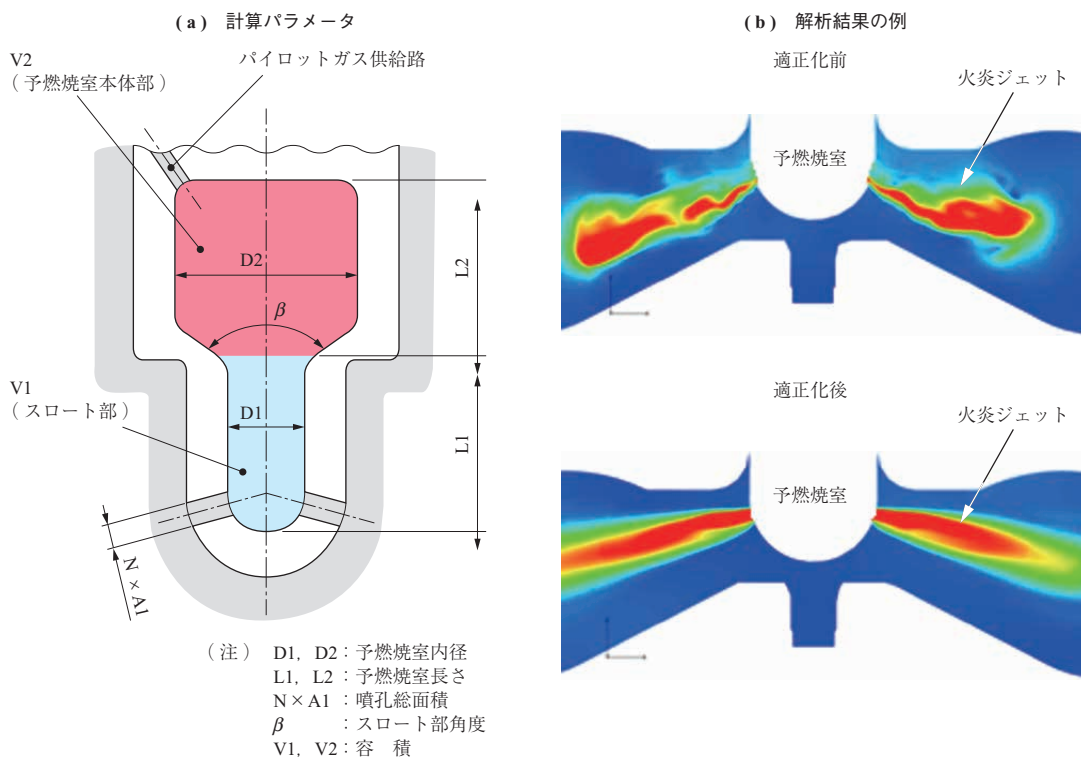 ( a ) 計算パラメータ
V2
( 予燃焼室本体部 )
パイロットガス供給路
D2
L2
β
V1
( スロート部 )
D1
L1
N × A1
( 注 ) D1, D2：予燃焼室内径
L1, L2：予燃焼室長さ
N × A1：噴孔総面積
β：スロート部角度
V1, V2：容 積
( b ) 解析結果の例
適正化前
火炎ジェット
予燃焼室
適正化後
火炎ジェット
予燃焼室